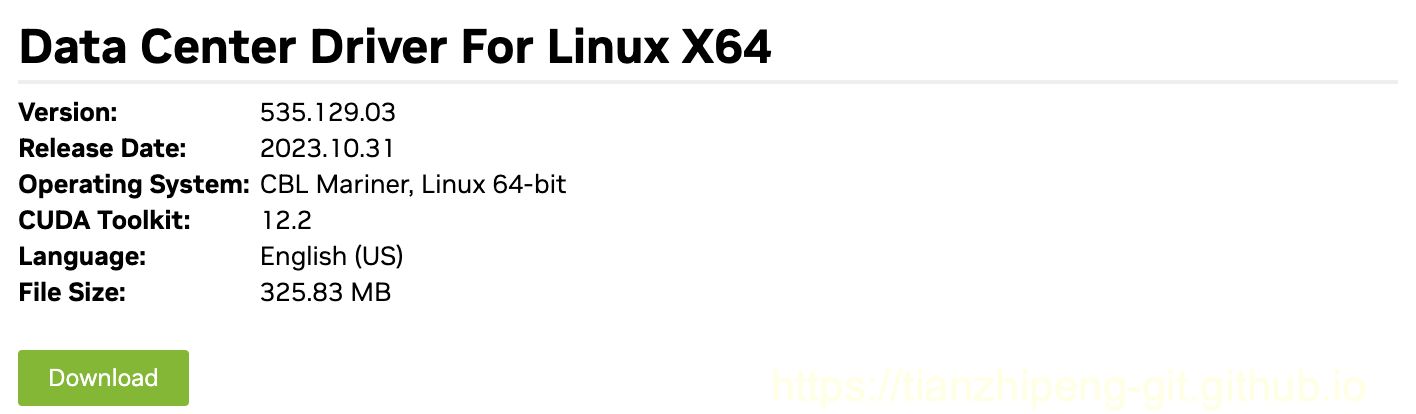 Data Center Driver For Linux X64
Version: 535.129.03
Release Date: 2023.10.31
Operating System: CBL Mariner, Linux 64-bit
CUDA Toolkit: 12.2
Language: English (US)
File Size: 325.83 MB
Download
https://tianzhipeng-git.github.io